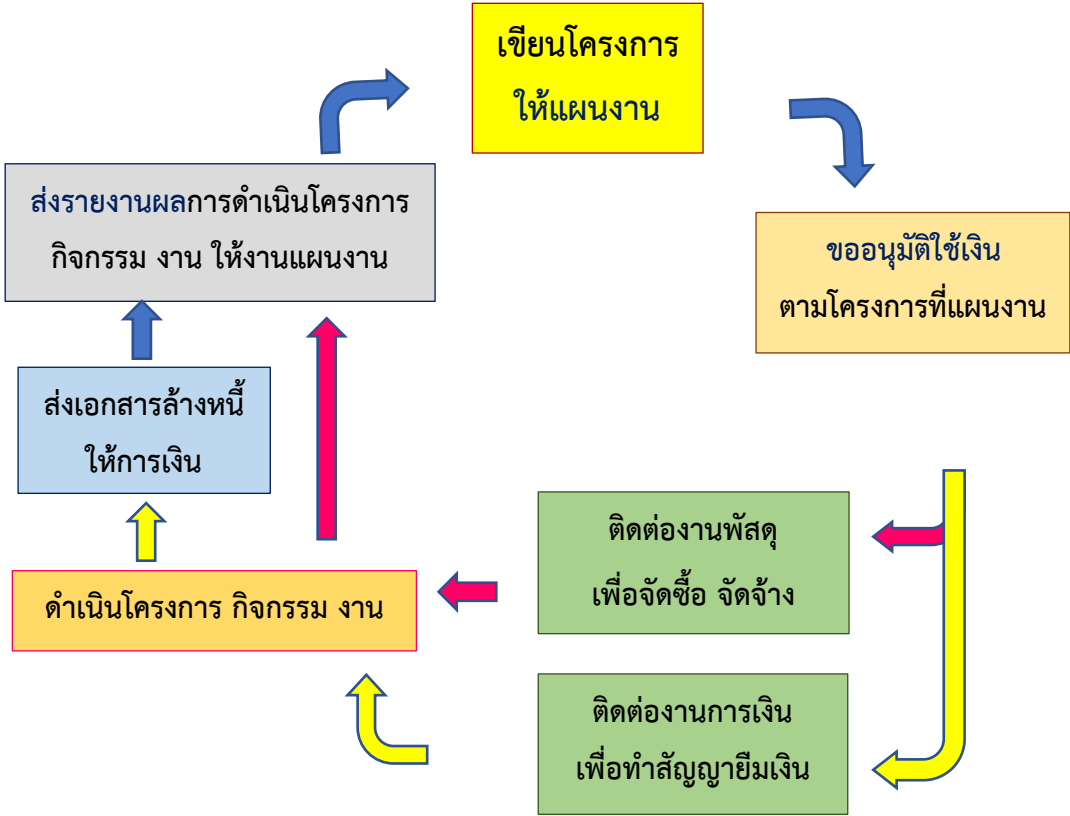 เขียนโครงการ
ให้แผนงาน
ส่งรายงานผลการดำเนินโครงการ
กิจกรรม งาน ให้งานแผนงาน
ขออนุมัติใช้เงิน
ตามโครงการที่แผนงาน
ส่งเอกสารล้างหนี้
ให้การเงิน
ติดต่องานพัสดุ
เพื่อจัดซื้อ จัดจ้าง
ดำเนินโครงการ กิจกรรม งาน
ติดต่องานการเงิน
เพื่อทำสัญญายืมเงิน